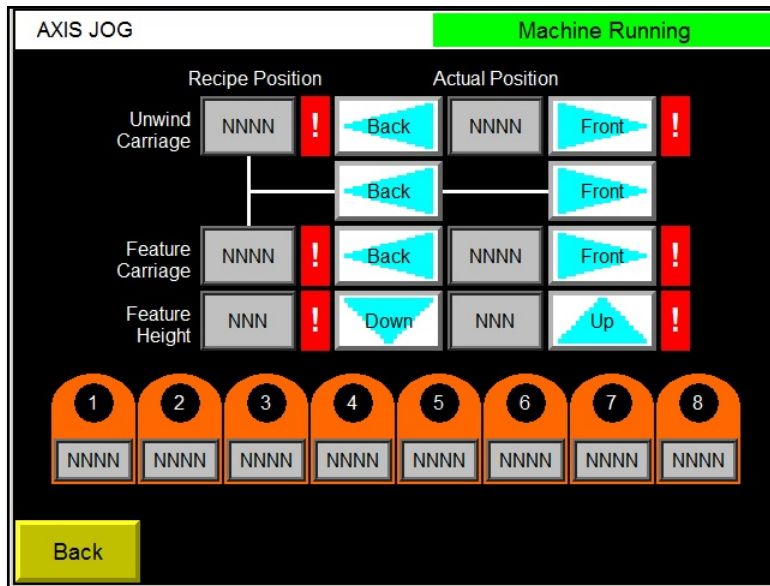 AXIS JOG
Machine Running
Recipe Position
Actual Position
Unwind
Carriage
NNNN
!
Back
NNNN
Front
!
Back
Front
Feature
Carriage
NNNN
!
Back
NNNN
Front
!
Feature
Height
NNN
!
Down
NNN
Up
!
1
2
3
4
5
6
7
8
NNNN
NNNN
NNNN
NNNN
NNNN
NNNN
NNNN
NNNN
Back